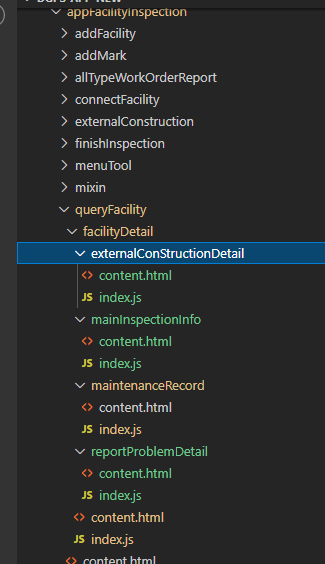 appFacilityInspection
addFacility
addMark
allTypeWorkOrderReport
connectFacility
externalConstruction
finishInspection
menuTool
mixin
queryFacility
facilityDetail
externalConStructionDetail
<> content.html
JS index.js
mainInspectionInfo
<> content.html
JS index.js
maintenanceRecord
<> content.html
JS index.js
reportProblemDetail
<> content.html
JS index.js
<> content.html
JS index.js
<> content.html